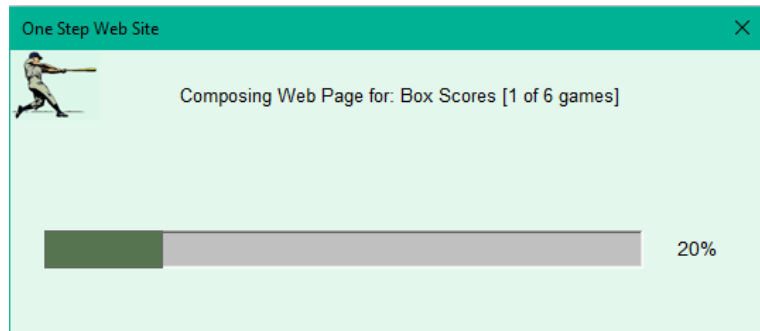 One Step Web Site
Composing Web Page for: Box Scores [1 of 6 games]
20%